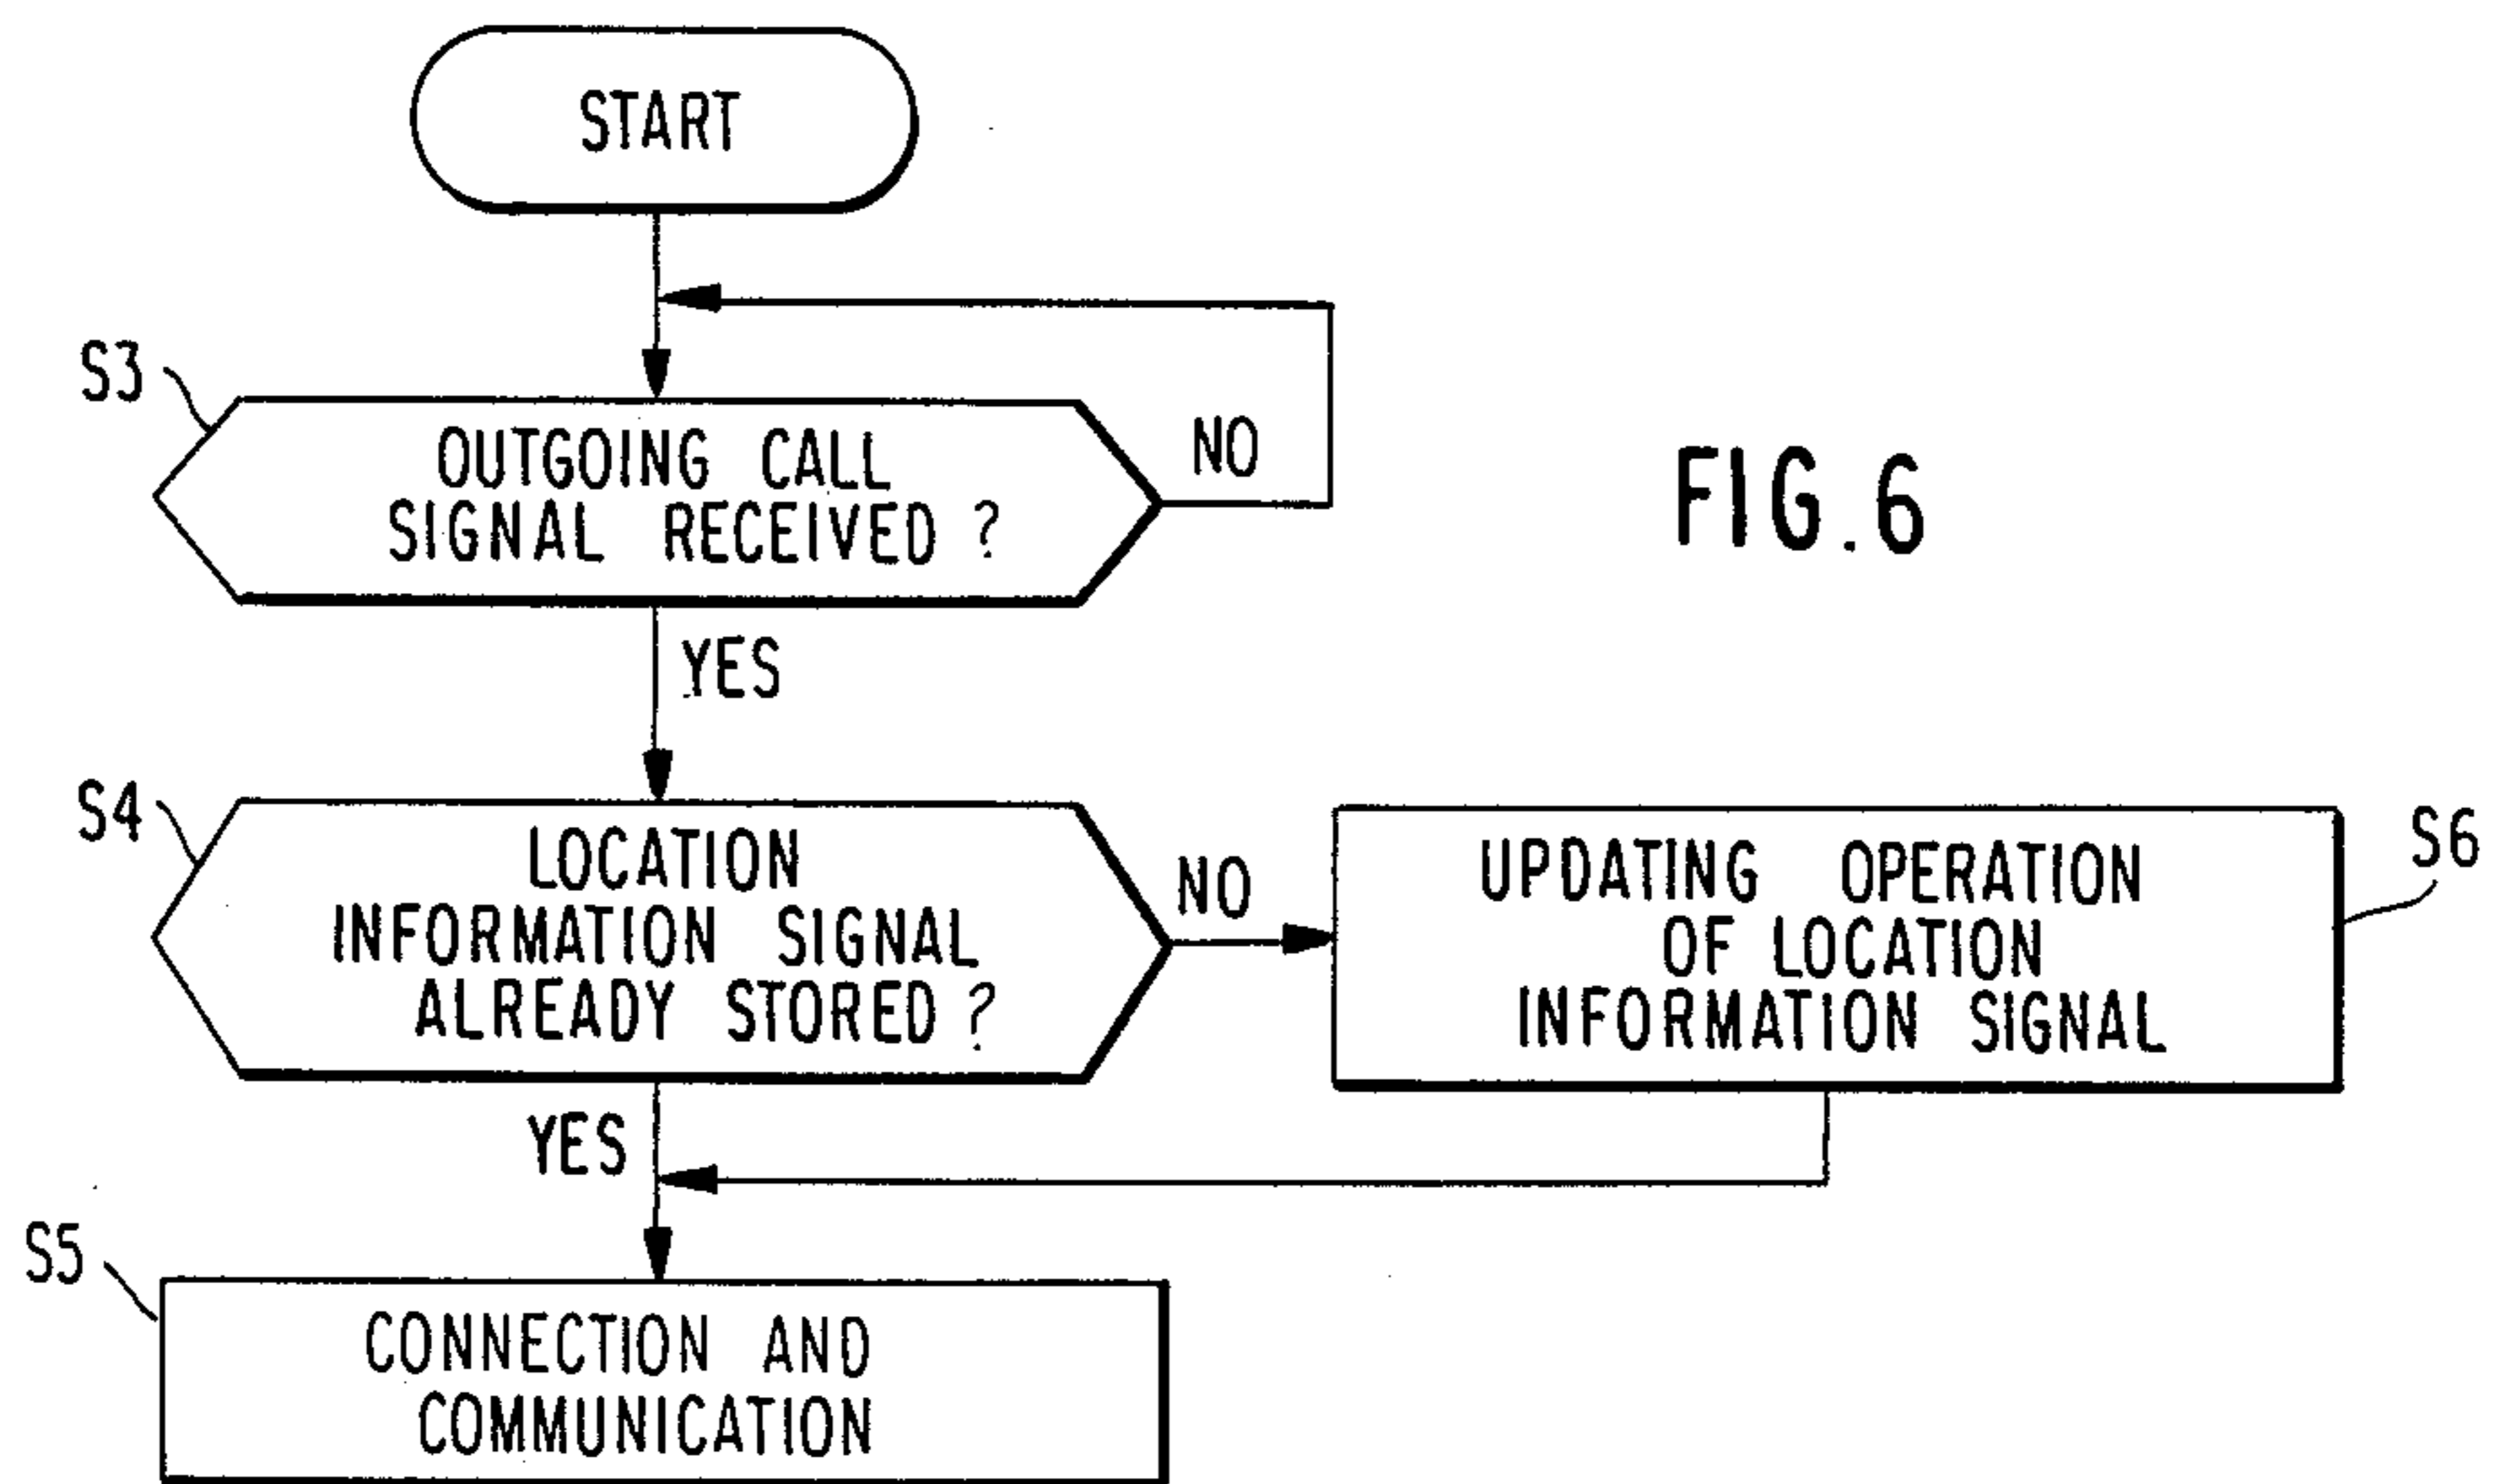 START
S3
OUTGOING CALL
SIGNAL RECEIVED ?
NO
FIG.6
YES
S4
LOCATION
INFORMATION SIGNAL
ALREADY STORED ?
NO
UPDATING OPERATION
OF LOCATION
INFORMATION SIGNAL
S6
YES
S5
CONNECTION AND
COMMUNICATION